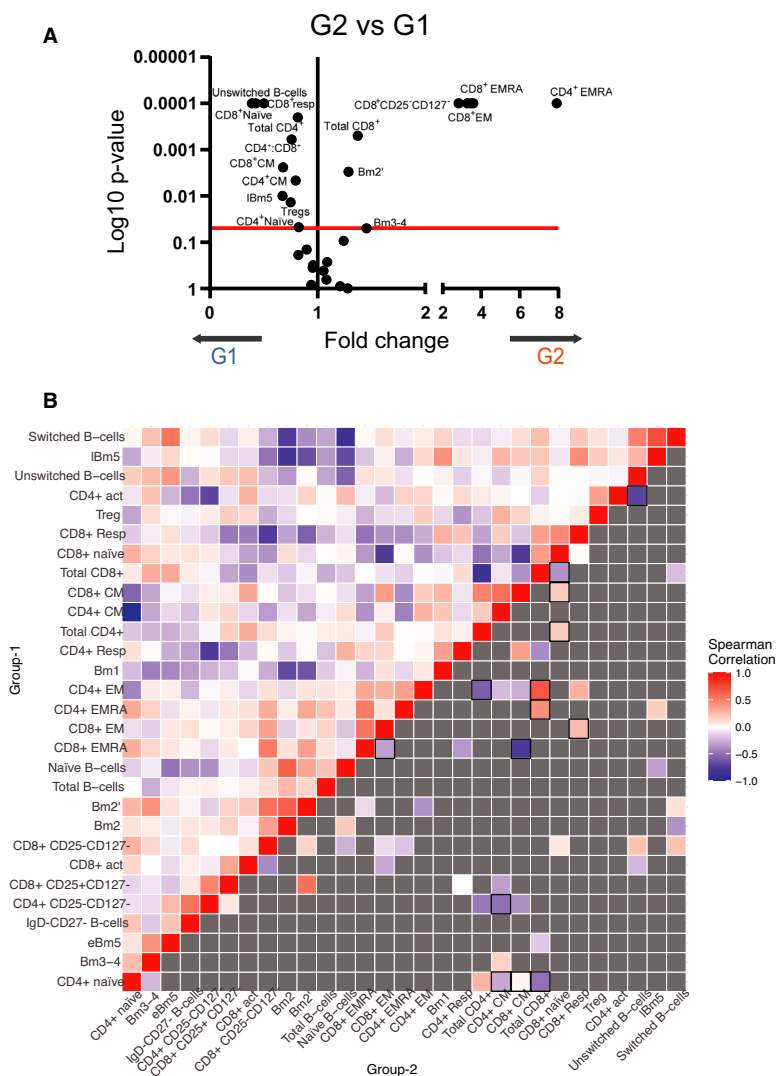 A
G2 vs G1
Log10 p-value
0.00001
0.0001
0.001
0.01
0.1
1
Unswitched B-cells
CD8+resp
CD8+Naïve
Total CD4+
CD4+:CD8+
CD8+CM
CD4+CM
lBm5
Tregs
CD4+Naïve
CD8+ EMRA
CD4+ EMRA
CD8+CD25-CD127-
CD8+EM
Total CD8+
Bm2'
Bm3-4
0 1 2 2 4 6 8
Fold change
G1
G2
B
Group-1
Switched B-cells
lBm5
Unswitched B-cells
CD4+ act
Treg
CD8+ Resp
CD8+ naïve
Total CD8+
CD8+ CM
CD4+ CM
Total CD4+
CD4+ Resp
Bm1
CD4+ EM
CD4+ EMRA
CD8+ EM
CD8+ EMRA
Naïve B-cells
Total B-cells
Bm2'
Bm2
CD8+ CD25-CD127-
CD8+ act
CD8+ CD25+CD127-
CD4+ CD25-CD127-
IgD-CD27- B-cells
eBm5
Bm3-4
CD4+ naïve
CD4+ naïve
Bm3-4
eBm5
IgD-CD27- B-cells
CD4+ CD25-CD127-
CD8+ CD25+ CD127-
CD8+ act
CD8+ CD25-CD127-
Bm2
Bm2'
Total B-cells
Naïve B-cells
CD8+ EMRA
CD8+ EM
CD4+ EMRA
CD4+ EM
Bm1
CD4+ Resp
Total CD4+
CD4+ CM
CD8+ CM
Total CD8+
CD8+ naïve
CD8+ Resp
Treg
CD4+ act
Unswitched B-cells
lBm5
Switched B-cells
Group-2
Spearman
Correlation
1.0
0.5
0.0
-0.5
-1.0